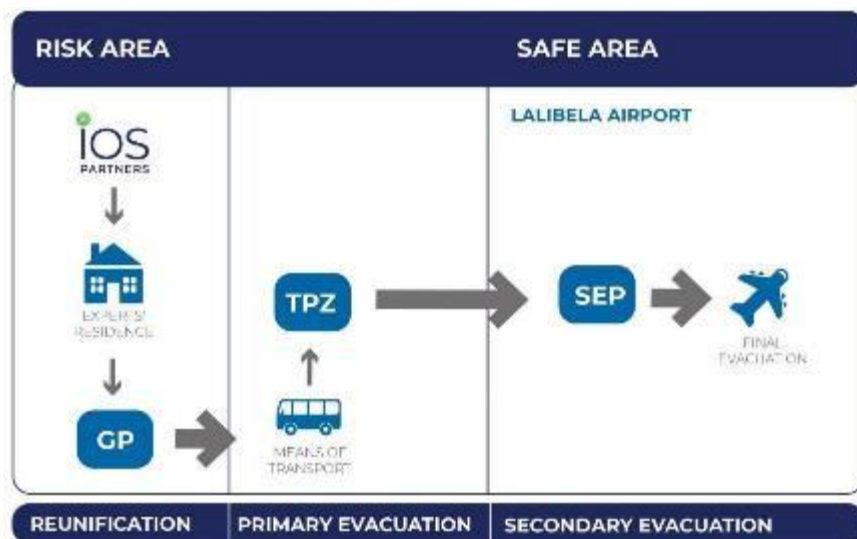 RISK AREA
SAFE AREA
iOS
PARTNERS
LALIBELA AIRPORT
EXPERTS'
RESIDENCE
TPZ
SEP
FINAL
EVACUATION
GP
MEANS OF
TRANSPORT
REUNIFICATION
PRIMARY EVACUATION
SECONDARY EVACUATION